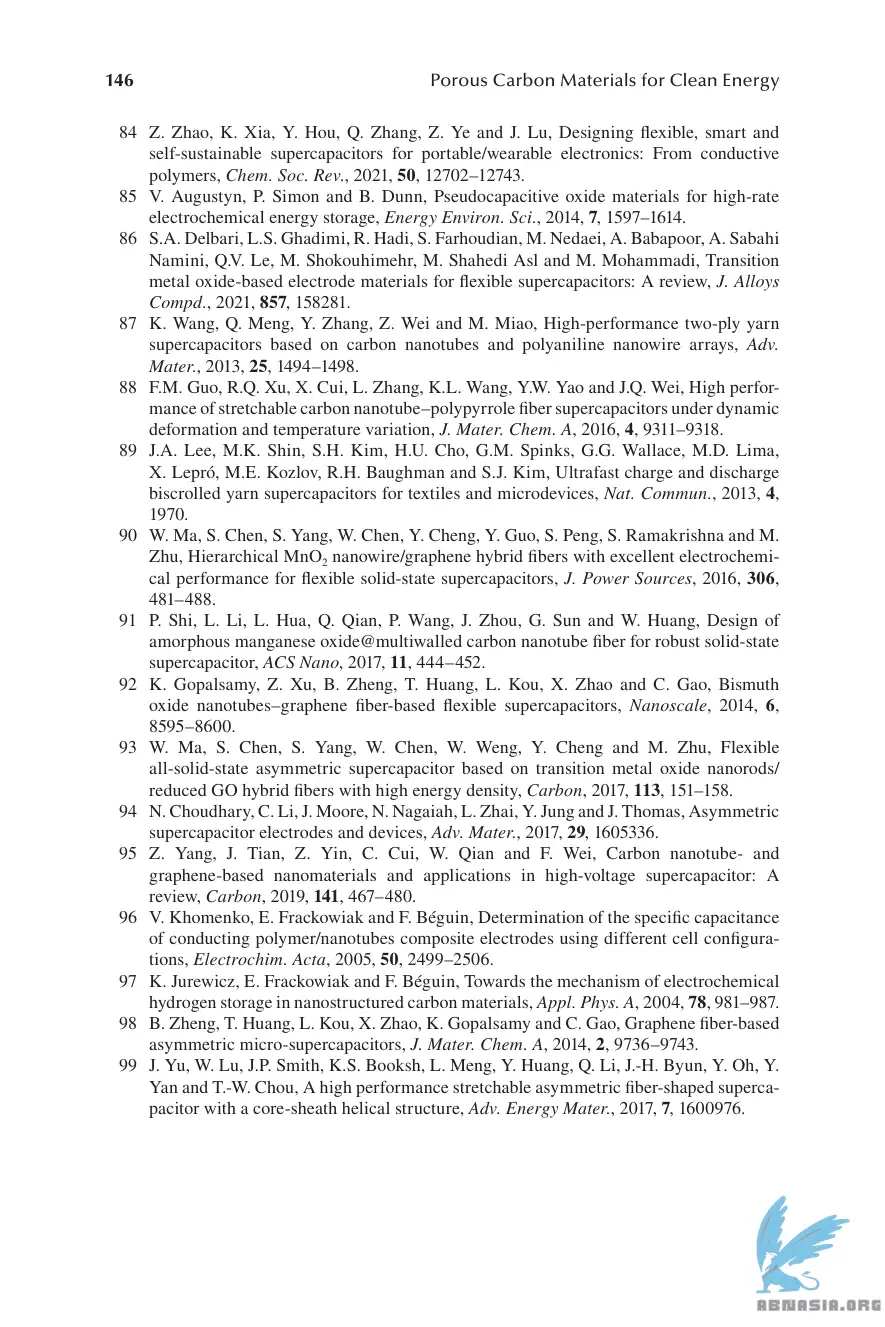 146 Porous Carbon Materials for Clean Energy
84 Z. Zhao, K. Xia, Y. Hou, Q. Zhang, Z. Ye and J. Lu, Designing flexible, smart and
self-sustainable supercapacitors for portable/wearable electronics: From conductive
polymers, Chem. Soc. Rev., 2021, 50, 12702–12743.
85 V. Augustyn, P. Simon and B. Dunn, Pseudocapacitive oxide materials for high-rate
electrochemical energy storage, Energy Environ. Sci., 2014, 7, 1597–1614.
86 S.A. Delbari, L.S. Ghadimi, R. Hadi, S. Farhoudian, M. Nedaei, A. Babapoor, A. Sabahi
Namini, Q.V. Le, M. Shokouhimehr, M. Shahedi Asl and M. Mohammadi, Transition
metal oxide-based electrode materials for flexible supercapacitors: A review, J. Alloys
Compd., 2021, 857, 158281.
87 K. Wang, Q. Meng, Y. Zhang, Z. Wei and M. Miao, High-performance two-ply yarn
supercapacitors based on carbon nanotubes and polyaniline nanowire arrays, Adv.
Mater., 2013, 25, 1494–1498.
88 F.M. Guo, R.Q. Xu, X. Cui, L. Zhang, K.L. Wang, Y.W. Yao and J.Q. Wei, High perfor-
mance of stretchable carbon nanotube–polypyrrole fiber supercapacitors under dynamic
deformation and temperature variation, J. Mater. Chem. A, 2016, 4, 9311–9318.
89 J.A. Lee, M.K. Shin, S.H. Kim, H.U. Cho, G.M. Spinks, G.G. Wallace, M.D. Lima,
X. Lepró, M.E. Kozlov, R.H. Baughman and S.J. Kim, Ultrafast charge and discharge
biscrolled yarn supercapacitors for textiles and microdevices, Nat. Commun., 2013, 4,
1970.
90 W. Ma, S. Chen, S. Yang, W. Chen, Y. Cheng, Y. Guo, S. Peng, S. Ramakrishna and M.
Zhu, Hierarchical MnO₂ nanowire/graphene hybrid fibers with excellent electrochemi-
cal performance for flexible solid-state supercapacitors, J. Power Sources, 2016, 306,
481–488.
91 P. Shi, L. Li, L. Hua, Q. Qian, P. Wang, J. Zhou, G. Sun and W. Huang, Design of
amorphous manganese oxide@multiwalled carbon nanotube fiber for robust solid-state
supercapacitor, ACS Nano, 2017, 11, 444–452.
92 K. Gopalsamy, Z. Xu, B. Zheng, T. Huang, L. Kou, X. Zhao and C. Gao, Bismuth
oxide nanotubes–graphene fiber-based flexible supercapacitors, Nanoscale, 2014, 6,
8595–8600.
93 W. Ma, S. Chen, S. Yang, W. Chen, W. Weng, Y. Cheng and M. Zhu, Flexible
all-solid-state asymmetric supercapacitor based on transition metal oxide nanorods/
reduced GO hybrid fibers with high energy density, Carbon, 2017, 113, 151–158.
94 N. Choudhary, C. Li, J. Moore, N. Nagaiah, L. Zhai, Y. Jung and J. Thomas, Asymmetric
supercapacitor electrodes and devices, Adv. Mater., 2017, 29, 1605336.
95 Z. Yang, J. Tian, Z. Yin, C. Cui, W. Qian and F. Wei, Carbon nanotube- and
graphene-based nanomaterials and applications in high-voltage supercapacitor: A
review, Carbon, 2019, 141, 467–480.
96 V. Khomenko, E. Frackowiak and F. Béguin, Determination of the specific capacitance
of conducting polymer/nanotubes composite electrodes using different cell configura-
tions, Electrochim. Acta, 2005, 50, 2499–2506.
97 K. Jurewicz, E. Frackowiak and F. Béguin, Towards the mechanism of electrochemical
hydrogen storage in nanostructured carbon materials, Appl. Phys. A, 2004, 78, 981–987.
98 B. Zheng, T. Huang, L. Kou, X. Zhao, K. Gopalsamy and C. Gao, Graphene fiber-based
asymmetric micro-supercapacitors, J. Mater. Chem. A, 2014, 2, 9736–9743.
99 J. Yu, W. Lu, J.P. Smith, K.S. Booksh, L. Meng, Y. Huang, Q. Li, J.-H. Byun, Y. Oh, Y.
Yan and T.-W. Chou, A high performance stretchable asymmetric fiber-shaped superca-
pacitor with a core-sheath helical structure, Adv. Energy Mater., 2017, 7, 1600976.
ABNASIA.ORG